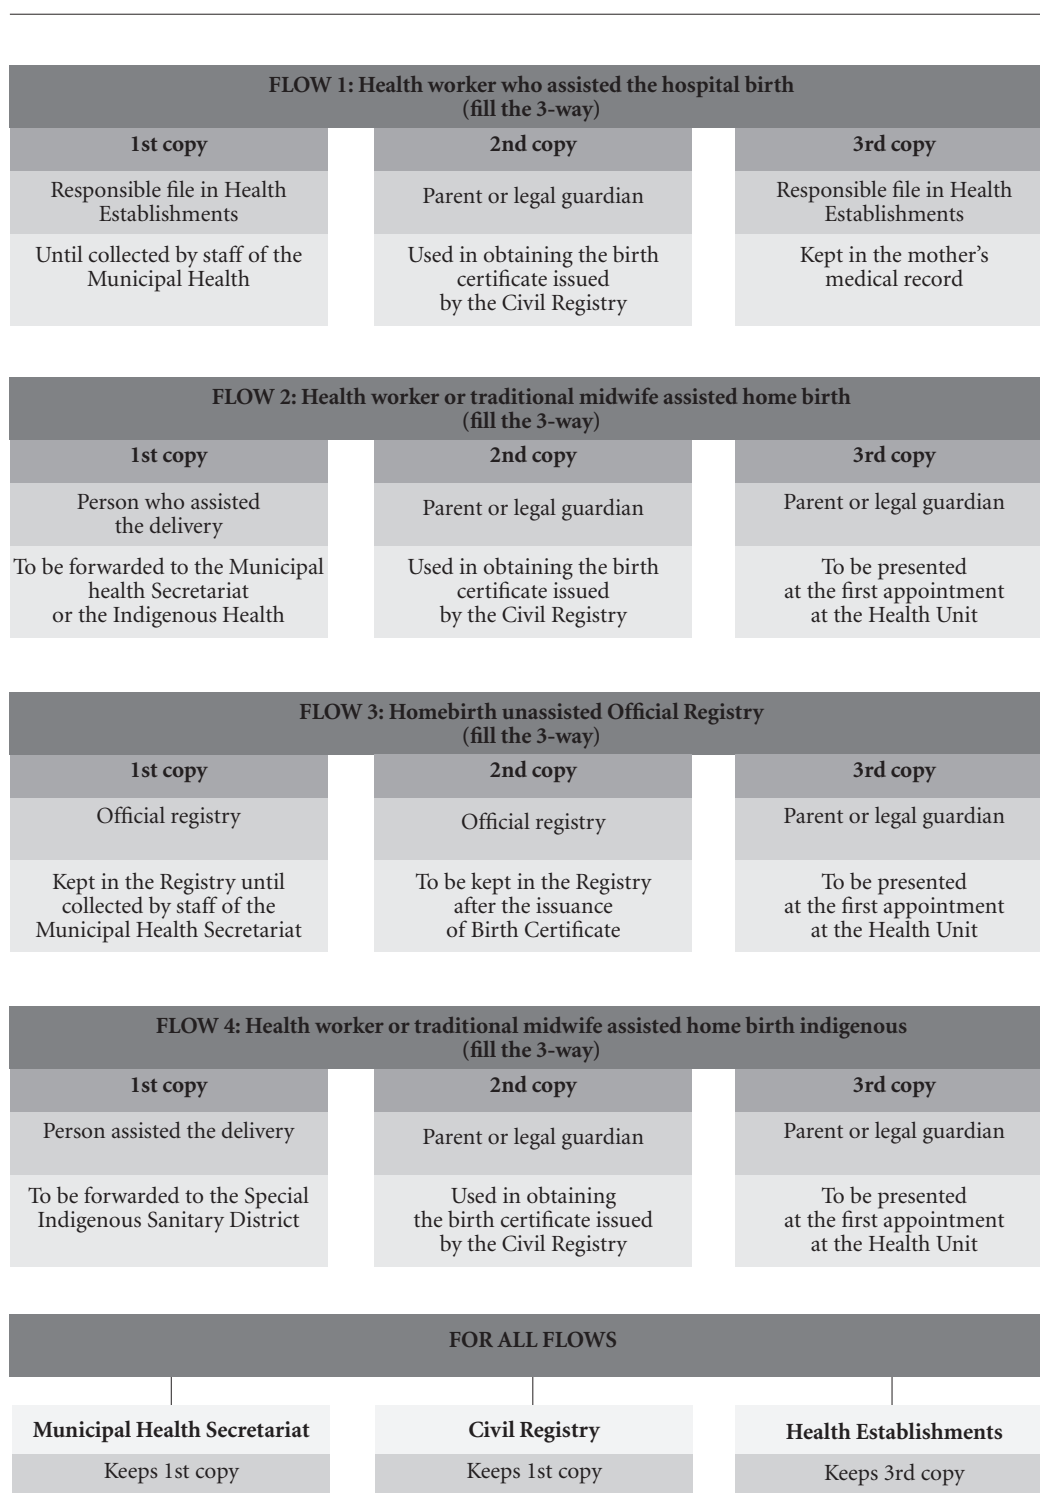 FLOW 1: Health worker who assisted the hospital birth
(fill the 3-way)
1st copy
Responsible file in Health
Establishments
Until collected by staff of the
Municipal Health
2nd copy
Parent or legal guardian
Used in obtaining the birth
certificate issued
by the Civil Registry
3rd copy
Responsible file in Health
Establishments
Kept in the mother’s
medical record
FLOW 2: Health worker or traditional midwife assisted home birth
(fill the 3-way)
1st copy
Person who assisted
the delivery
To be forwarded to the Municipal
health Secretariat
or the Indigenous Health
2nd copy
Parent or legal guardian
Used in obtaining the birth
certificate issued
by the Civil Registry
3rd copy
Parent or legal guardian
To be presented
at the first appointment
at the Health Unit
FLOW 3: Homebirth unassisted Official Registry
(fill the 3-way)
1st copy
Official registry
Kept in the Registry until
collected by staff of the
Municipal Health Secretariat
2nd copy
Official registry
To be kept in the Registry
after the issuance
of Birth Certificate
3rd copy
Parent or legal guardian
To be presented
at the first appointment
at the Health Unit
FLOW 4: Health worker or traditional midwife assisted home birth indigenous
(fill the 3-way)
1st copy
Person assisted the delivery
To be forwarded to the Special
Indigenous Sanitary District
2nd copy
Parent or legal guardian
Used in obtaining
the birth certificate issued
by the Civil Registry
3rd copy
Parent or legal guardian
To be presented
at the first appointment
at the Health Unit
FOR ALL FLOWS
Municipal Health Secretariat
Keeps 1st copy
Civil Registry
Keeps 1st copy
Health Establishments
Keeps 3rd copy